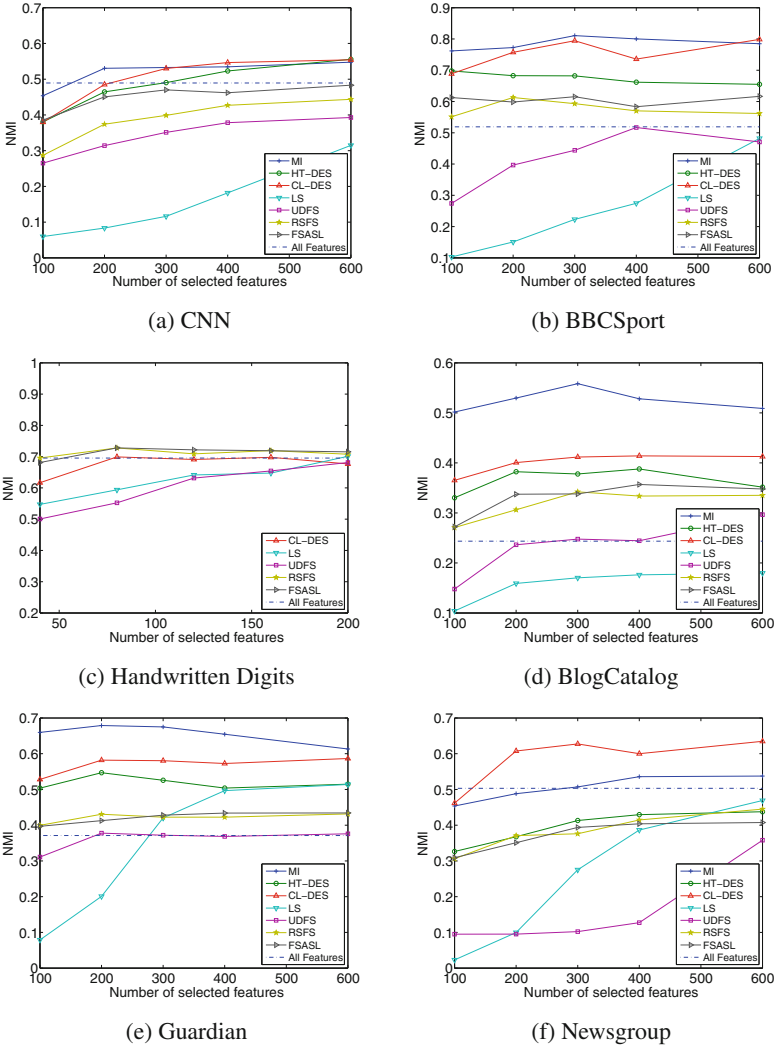 0.7
0.6
0.5
0.4
0.3
0.2
0.1
0
NMI
100 200 300 400 500 600
Number of selected features
MI
HT-DES
CL-DES
LS
UDFS
RSFS
FSASL
All Features
(a) CNN
0.9
0.8
0.7
0.6
0.5
0.4
0.3
0.2
0.1
NMI
100 200 300 400 500 600
Number of selected features
MI
HT-DES
CL-DES
LS
UDFS
RSFS
FSASL
All Features
(b) BBCSport
1
0.9
0.8
0.7
0.6
0.5
0.4
0.3
0.2
NMI
50 100 150 200
Number of selected features
CL-DES
LS
UDFS
RSFS
FSASL
All Features
(c) Handwritten Digits
0.6
0.5
0.4
0.3
0.2
0.1
NMI
100 200 300 400 500 600
Number of selected features
MI
HT-DES
CL-DES
LS
UDFS
RSFS
FSASL
All Features
(d) BlogCatalog
0.7
0.6
0.5
0.4
0.3
0.2
0.1
0
NMI
100 200 300 400 500 600
Number of selected features
MI
HT-DES
CL-DES
LS
UDFS
RSFS
FSASL
All Features
(e) Guardian
0.7
0.6
0.5
0.4
0.3
0.2
0.1
0
NMI
100 200 300 400 500 600
Number of selected features
MI
HT-DES
CL-DES
LS
UDFS
RSFS
FSASL
All Features
(f) Newsgroup